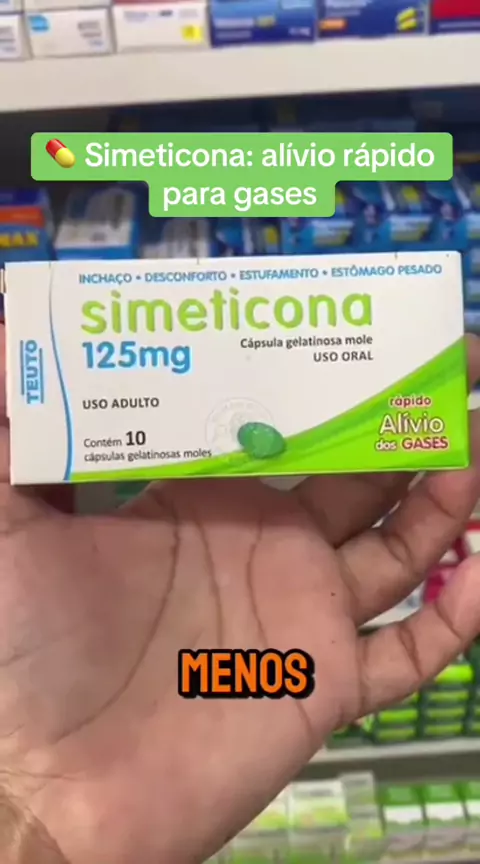 💊 Simeticona: alívio rápido
para gases
INCHAÇO • DESCONFORTO • ESTUFAMENTO • ESTÔMAGO PESADO
simeticona
125mg
Cápsula gelatinosa mole
USO ORAL
TEUTO
USO ADULTO
Contém 10
cápsulas gelatinosas moles
rápido
Alívio
dos GASES
MENOS